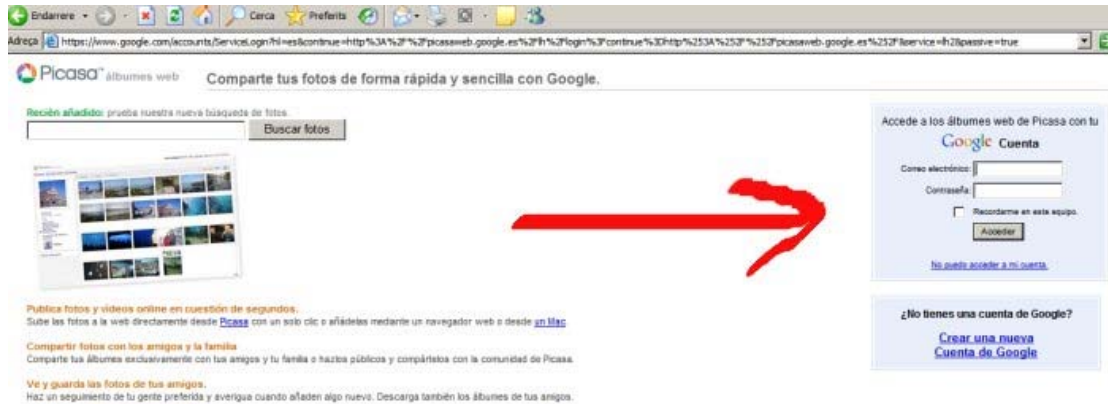 Endarrere
Cerca
Preferits
Adreça https://www.google.com/accounts/ServiceLogin?hl=es&continue=http%3A%2F%2Fpicasaweb.google.es%2Flh%2Flogin%3Fcontinue%3Dhttp%253A%252F%252Fpicasaweb.google.es%252F&service=lh2&passive=true
Picasa™ álbumes web
Comparte tus fotos de forma rápida y sencilla con Google.
Recién añadido: prueba nuestra nueva búsqueda de fotos.
Buscar fotos
Publica fotos y vídeos online en cuestión de segundos.
Sube las fotos a la web directamente desde Picasa con un solo clic o añádelas mediante un navegador web o desde un Mac
Compartir fotos con los amigos y la familia
Comparte tus álbumes exclusivamente con tus amigos y tu familia o hazlos públicos y compártelos con la comunidad de Picasa.
Ve y guarda las fotos de tus amigos.
Haz un seguimiento de tu gente preferida y averigua cuando añaden algo nuevo. Descarga también los álbumes de tus amigos.
Accede a los álbumes web de Picasa con tu
Google Cuenta
Correo electrónico:
Contraseña:
Recordarme en este equipo.
Acceder
No puedo acceder a mi cuenta.
¿No tienes una cuenta de Google?
Crear una nueva
Cuenta de Google